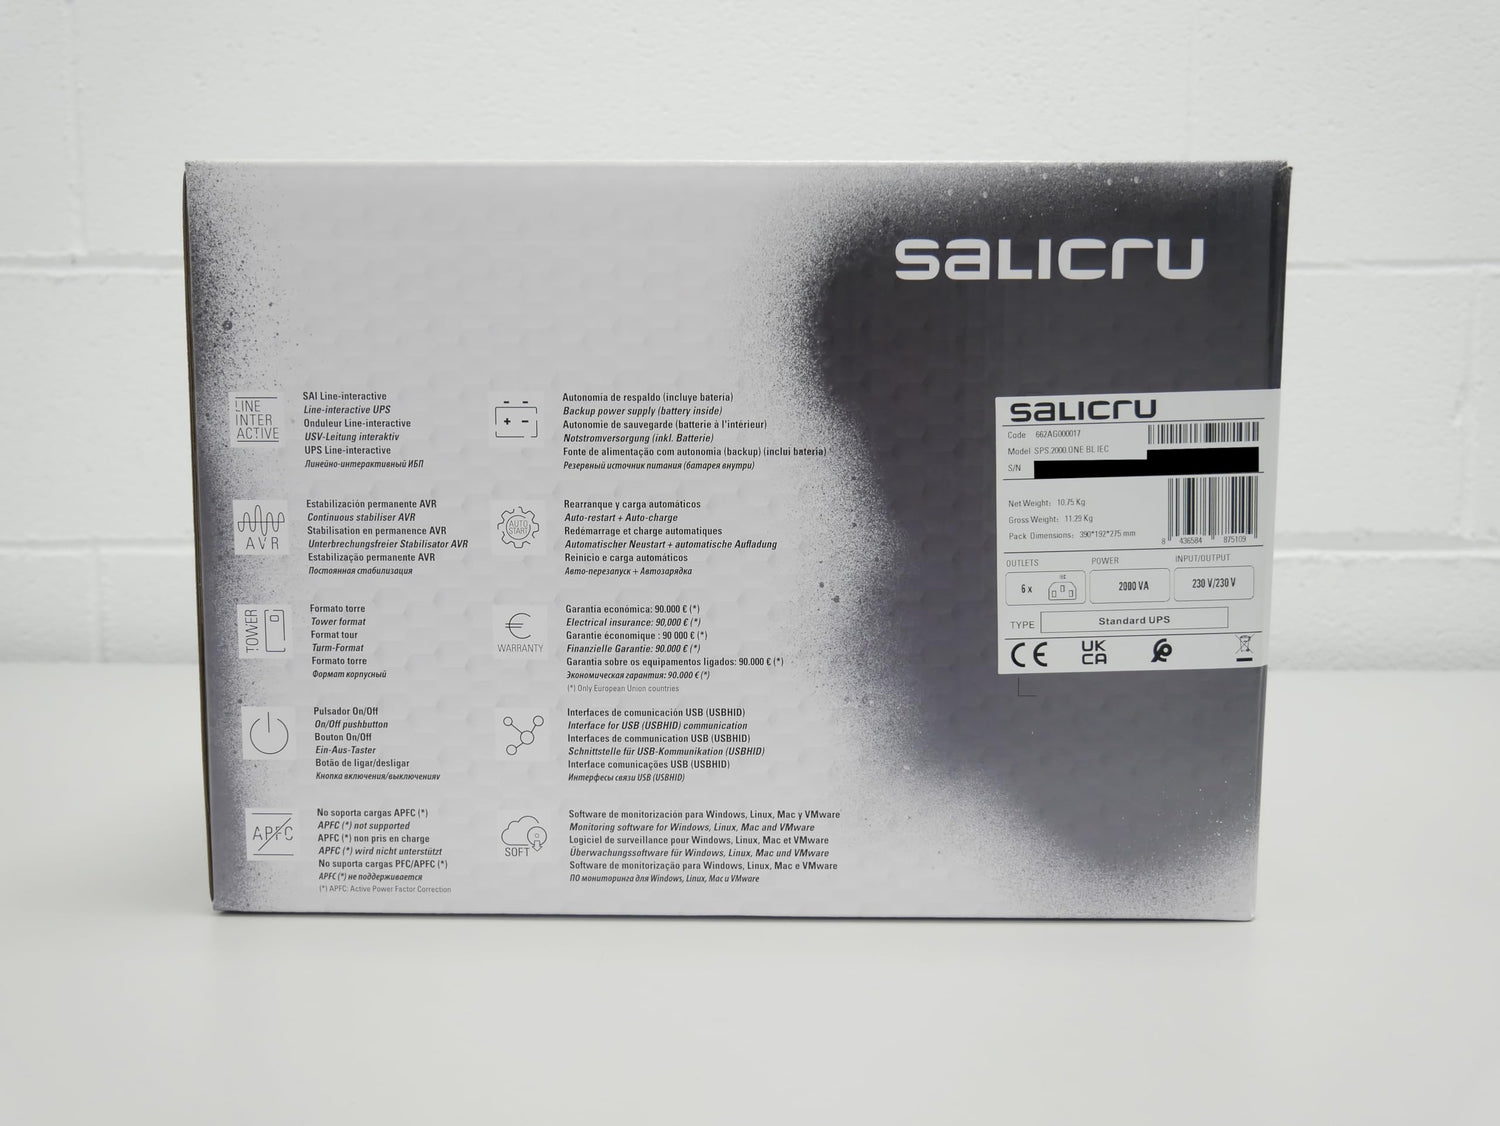 SALICRU
LINE
INTER
ACTIVE
SAI Line-interactive
Line-interactive UPS
Onduleur Line-interactive
USV-Leitung interaktiv
UPS Line-interactive
Линейно-интерактивный ИБП
AVR
Estabilización permanente AVR
Continuous stabiliser AVR
Stabilisation en permanence AVR
Unterbrechungsfreier Stabilisator AVR
Estabilização permanente AVR
Постоянная стабилизация
TOWER
Formato torre
Tower format
Format tour
Turm-Format
Formato torre
Формат корпусный
Pulsador On/Off
On/Off pushbutton
Bouton On/Off
Ein-Aus-Taster
Botão de ligar/desligar
Кнопка включения/выключенияv
APFC
No soporta cargas APFC (*)
APFC (*) not supported
APFC (*) non pris en charge
APFC (*) wird nicht unterstützt
No suporta cargas PFC/APFC (*)
APFC (*) не поддерживается
(*) APFC: Active Power Factor Correction
Autonomia de respaldo (incluye bateria)
Backup power supply (battery inside)
Autonomie de sauvegarde (batterie à l'intérieur)
Notstromversorgung (inkl. Batterie)
Fonte de alimentação com autonomia (backup) (inclui bateria)
Резервный источник питания (батарея внутри)
AUTO
START
Rearranque y carga automáticos
Auto-restart + Auto-charge
Redémarrage et charge automatiques
Automatischer Neustart + automatische Aufladung
Reinício e carga automáticos
Авто-перезапуск + Автозарядка
€
WARRANTY
Garantía económica: 90.000 € (*)
Electrical insurance: 90,000 € (*)
Garantie économique : 90 000 € (*)
Finanzielle Garantie: 90.000 € (*)
Garantia sobre os equipamentos ligados: 90.000 € (*)
Экономическая гарантия: 90.000 € (*)
(*) Only European Union countries
Interfaces de comunicación USB (USBHID)
Interface for USB (USBHID) communication
Interfaces de communication USB (USBHID)
Schnittstelle für USB-Kommunikation (USBHID)
Interface comunicações USB (USBHID)
Интерфесы связи USB (USBHID)
SOFT
Software de monitorización para Windows, Linux, Mac y VMware
Monitoring software for Windows, Linux, Mac and VMware
Logiciel de surveillance pour Windows, Linux, Mac et VMware
Überwachungssoftware für Windows, Linux, Mac und VMware
Software de monitorização para Windows, Linux, Mac e VMware
ПО мониторинга для Windows, Linux, Mac и VMware
SALICRU
Code 662AG000017
Model SPS.2000.ONE BL IEC
S/N
Net Weight: 10.75 Kg
Gross Weight: 11.29 Kg
Pack Dimensions: 390*192*275 mm
8 436584 875109
OUTLETS POWER INPUT/OUTPUT
6 x IEC 2000 VA 230 V/230 V
TYPE Standard UPS
CE UK
CA